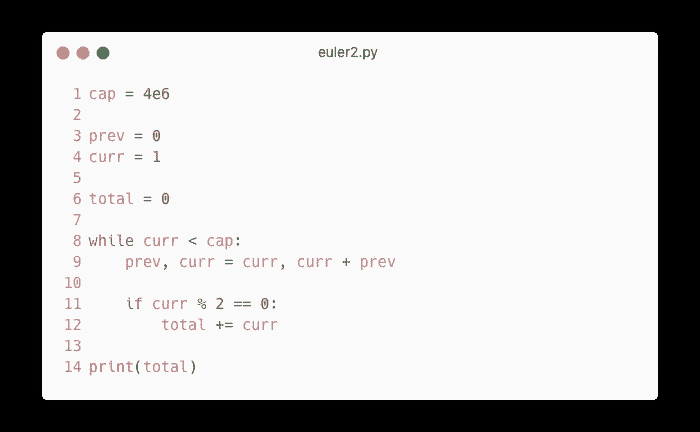 euler2.py
1 cap = 4e6
2
3 prev = 0
4 curr = 1
5
6 total = 0
7
8 while curr < cap:
9     prev, curr = curr, curr + prev
10
11     if curr % 2 == 0:
12         total += curr
13
14 print(total)